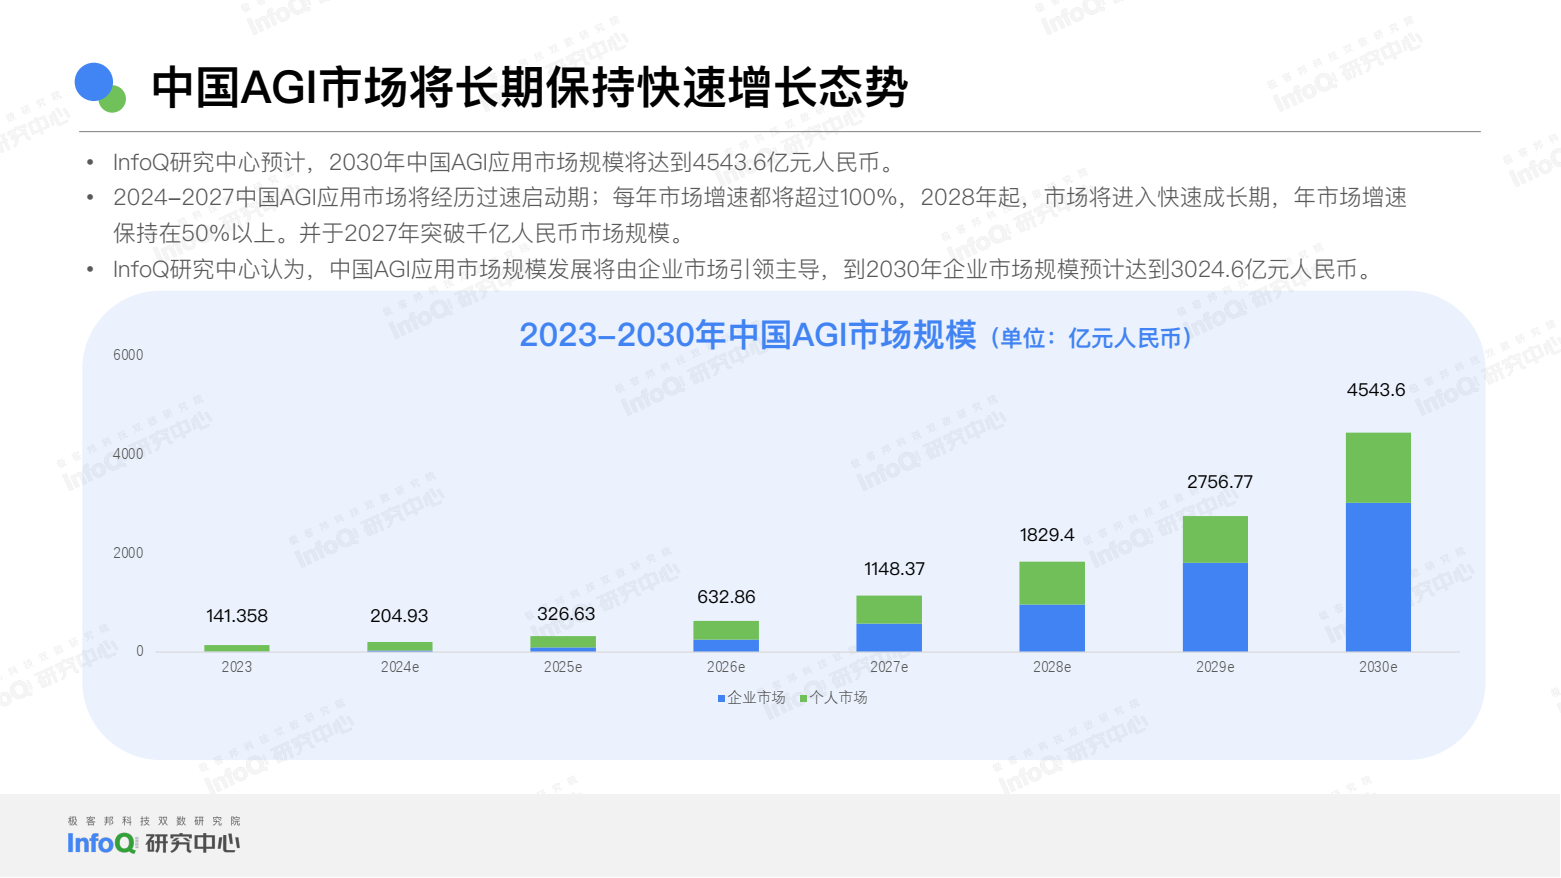 中国AGI市场将长期保持快速增长态势
• InfoQ研究中心预计，2030年中国AGI应用市场规模将达到4543.6亿元人民币。
• 2024–2027中国AGI应用市场将经历过速启动期；每年市场增速都将超过100%，2028年起，市场将进入快速成长期，年市场增速
保持在50%以上。并于2027年突破千亿人民币市场规模。
• InfoQ研究中心认为，中国AGI应用市场规模发展将由企业市场引领主导，到2030年企业市场规模预计达到3024.6亿元人民币。
2023–2030年中国AGI市场规模（单位：亿元人民币）
6000
4000
2000
0
141.358
204.93
326.63
632.86
1148.37
1829.4
2756.77
4543.6
2023
2024e
2025e
2026e
2027e
2028e
2029e
2030e
企业市场 个人市场
极客邦科技双数研究院
InfoQ 研究中心